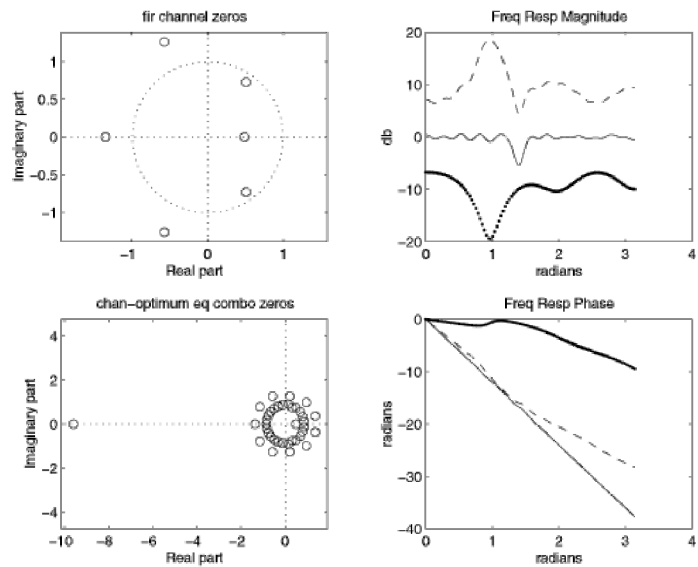 fir channel zeros
1
0.5
0
−0.5
−1
Imaginary part
−1 0 1
Real part
Freq Resp Magnitude
20
10
0
−10
−20
db
0 1 2 3 4
radians
chan−optimum eq combo zeros
4
2
0
−2
−4
Imaginary part
−10 −8 −6 −4 −2 0
Real part
Freq Resp Phase
0
−10
−20
−30
−40
radians
0 1 2 3 4
radians